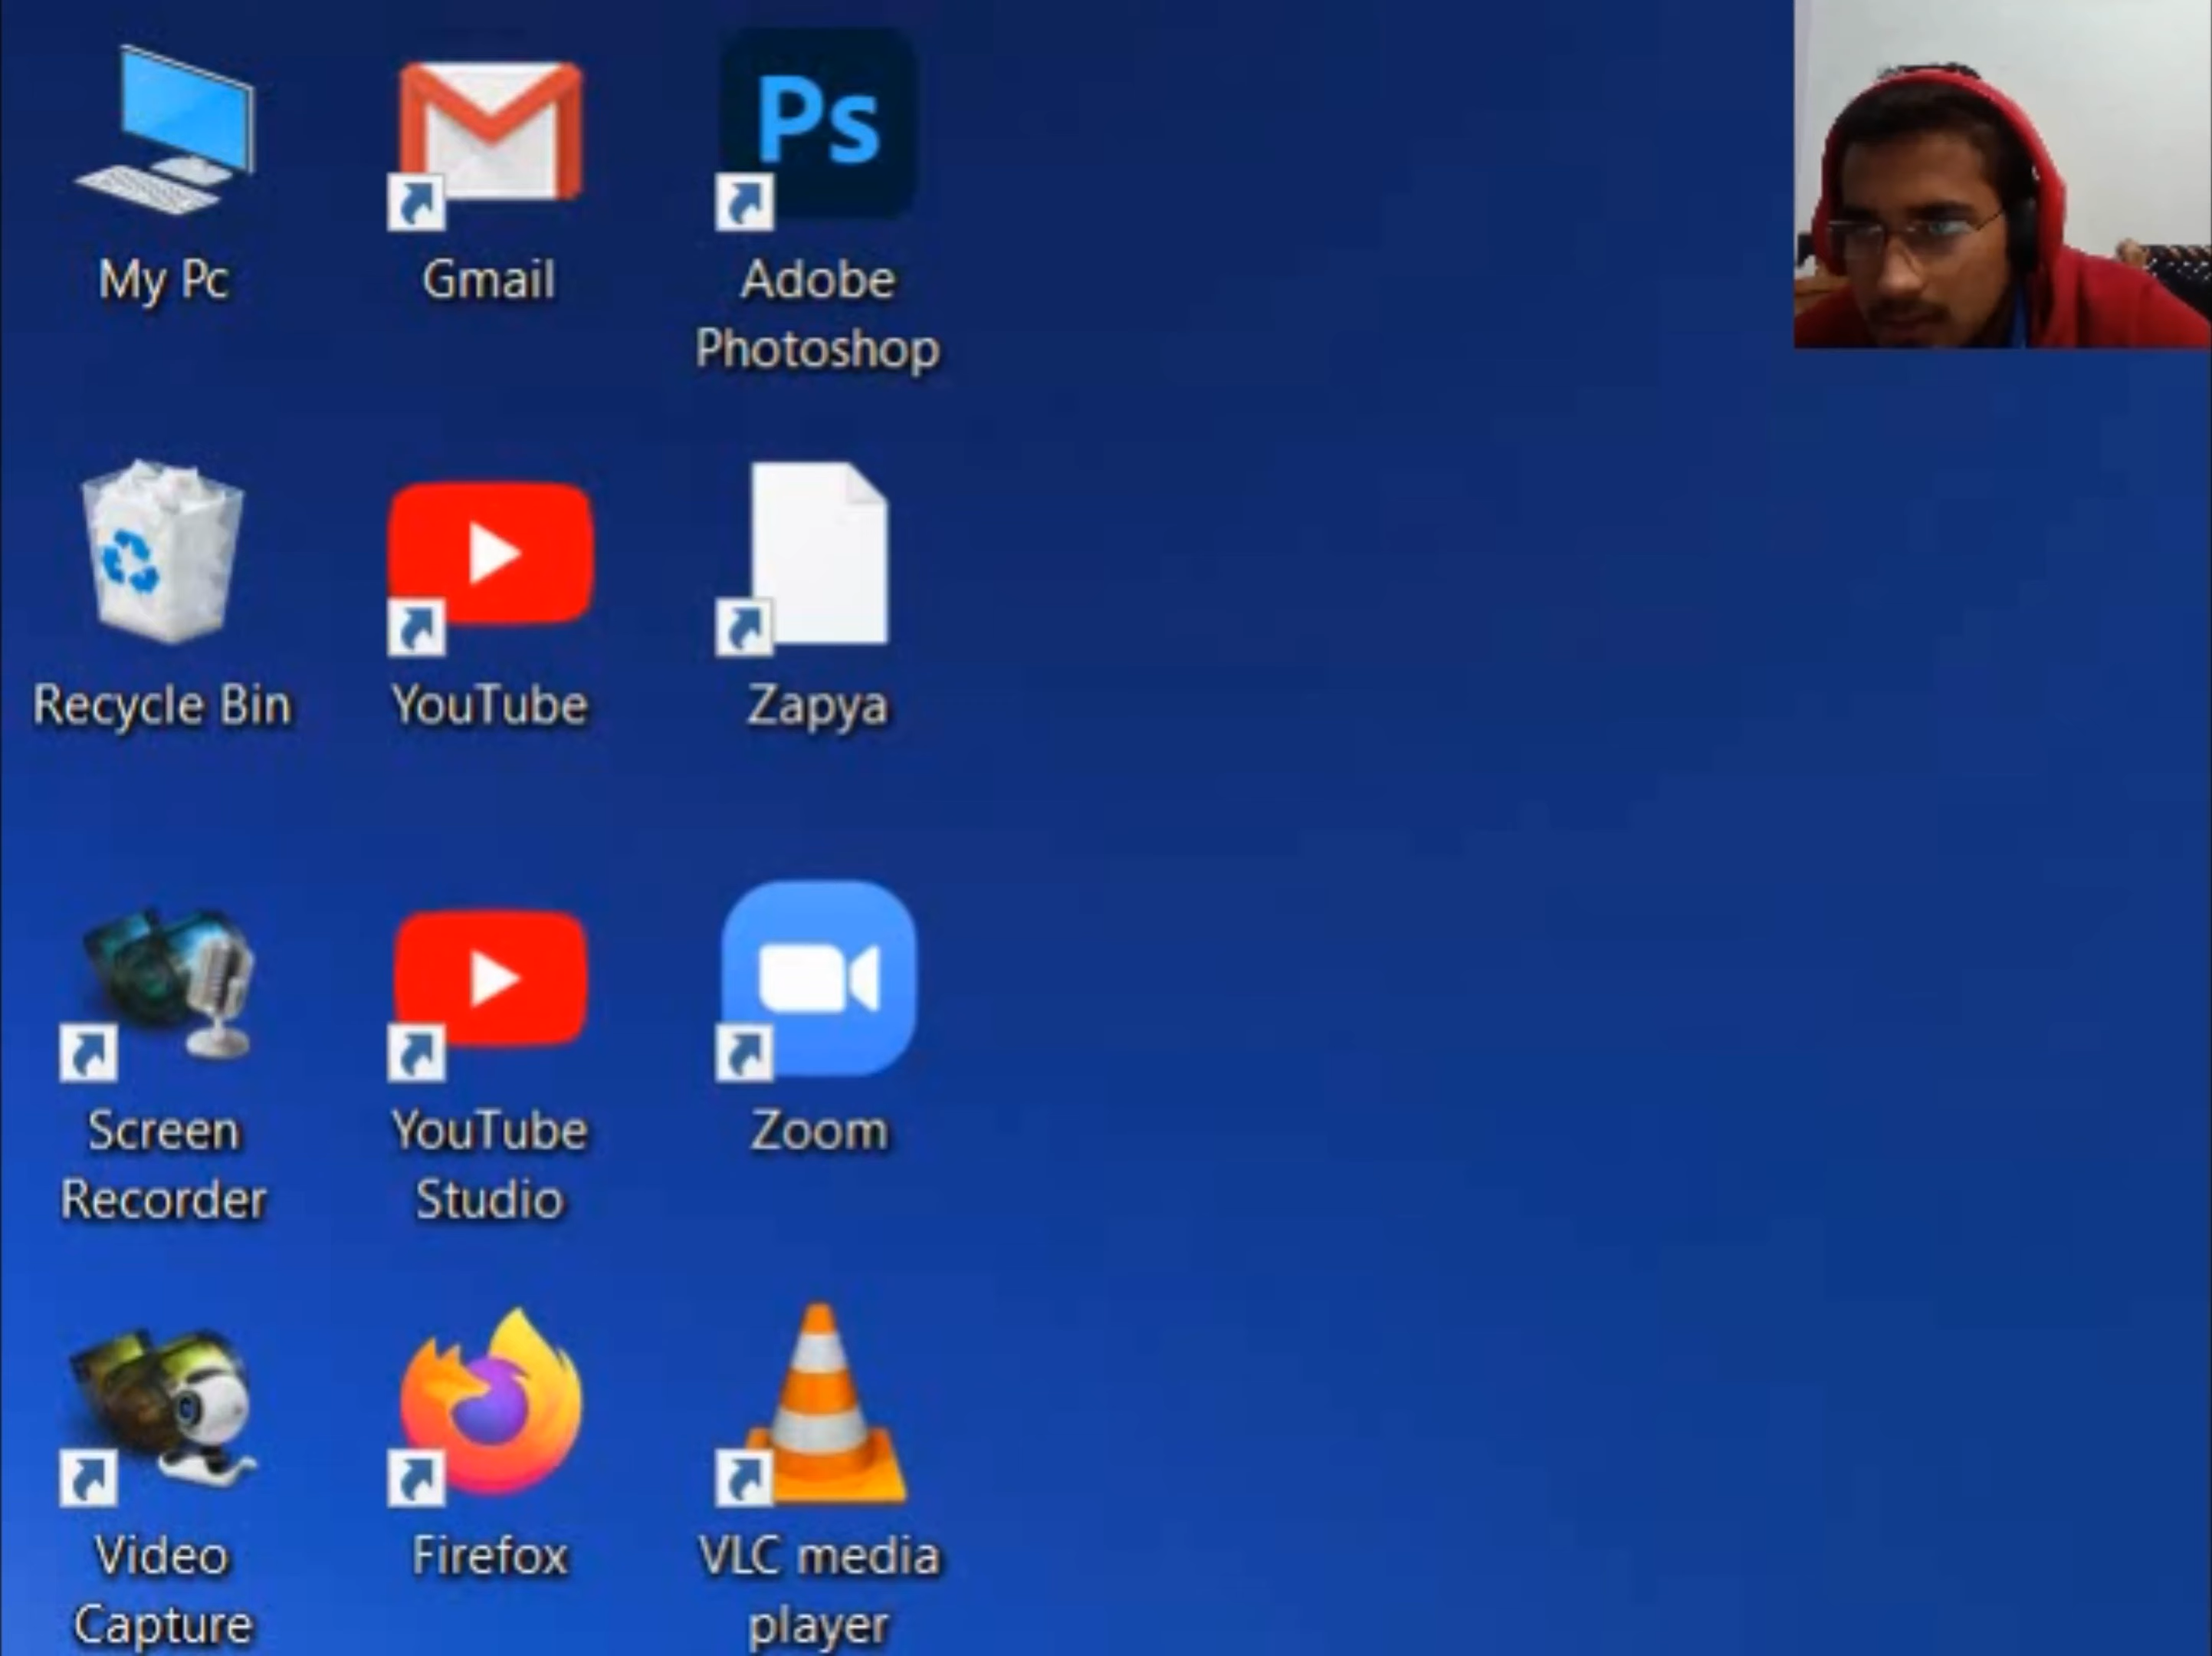 Ps
My Pc
Gmail
Adobe
Photoshop
Recycle Bin
YouTube
Zapya
Screen
Recorder
YouTube
Studio
Zoom
Video
Capture
Firefox
VLC media
player